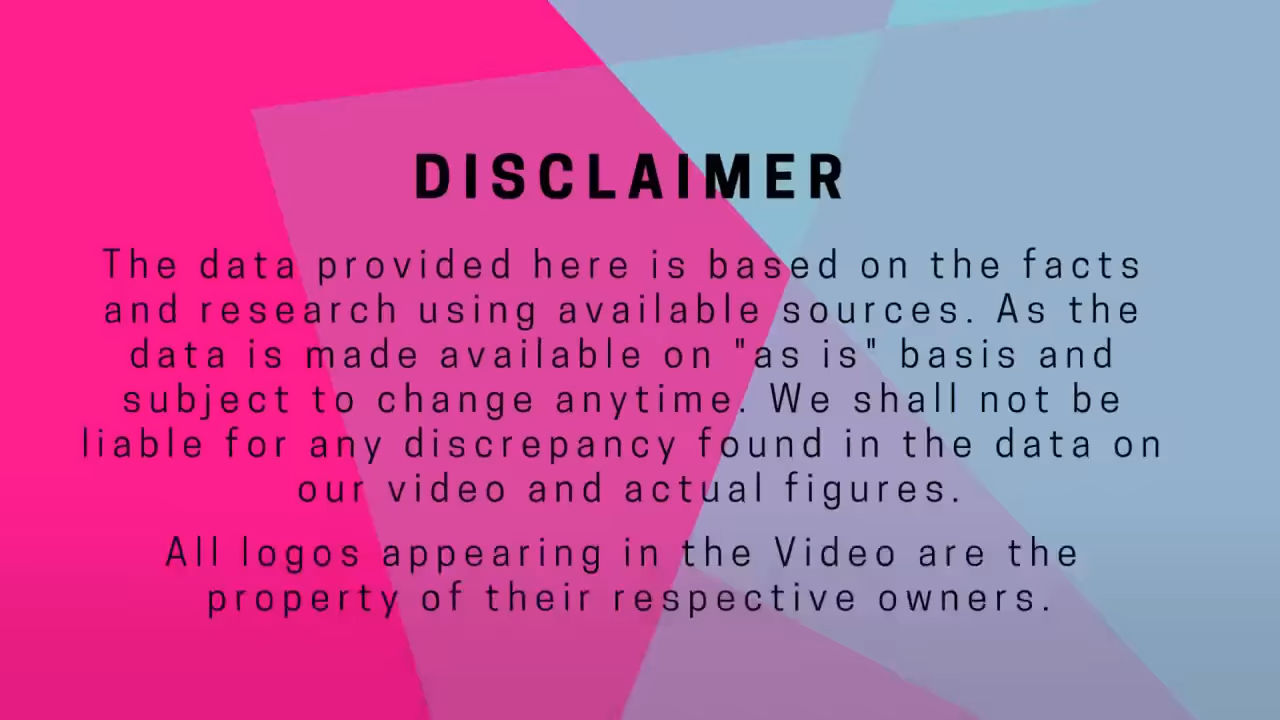 DISCLAIMER
The data provided here is based on the facts
and research using available sources. As the
data is made available on "as is" basis and
subject to change anytime. We shall not be
liable for any discrepancy found in the data on
our video and actual figures.
All logos appearing in the Video are the
property of their respective owners.